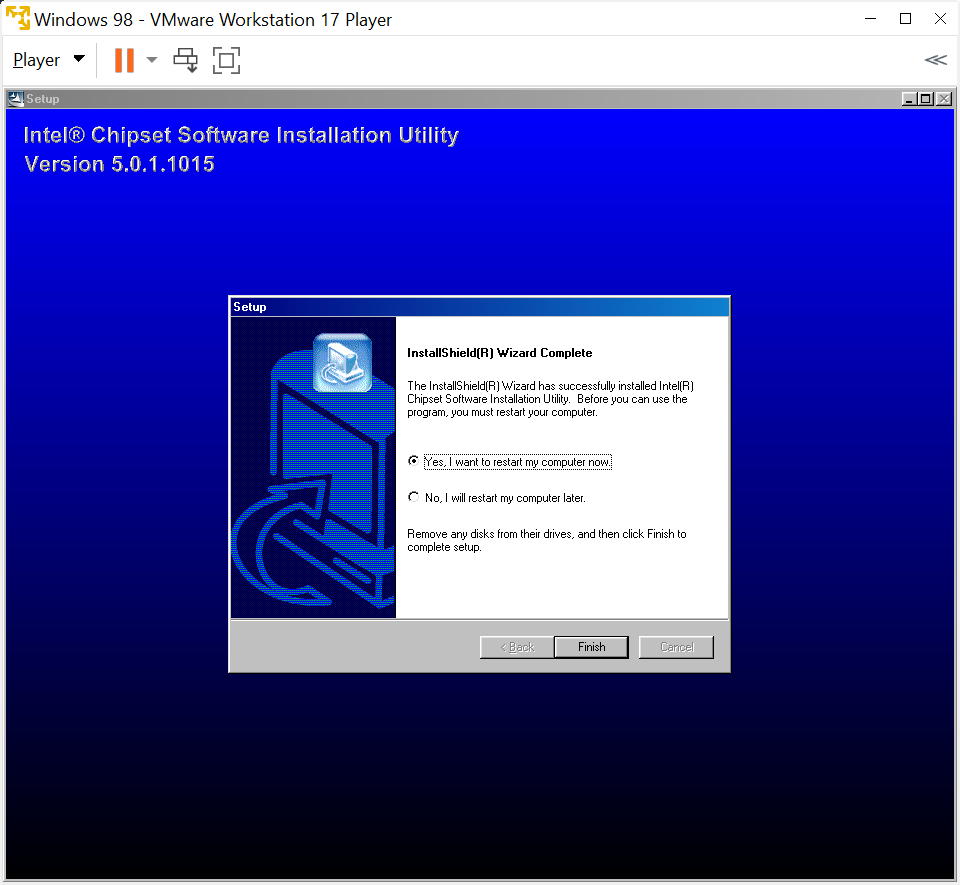 Windows 98 - VMware Workstation 17 Player
Player
Setup
Intel® Chipset Software Installation Utility
Version 5.0.1.1015
Setup
InstallShield(R) Wizard Complete
The InstallShield(R) Wizard has successfully installed Intel(R)
Chipset Software Installation Utility. Before you can use the
program, you must restart your computer.
Yes, I want to restart my computer now.
No, I will restart my computer later.
Remove any disks from their drives, and then click Finish to
complete setup.
< Back Finish Cancel